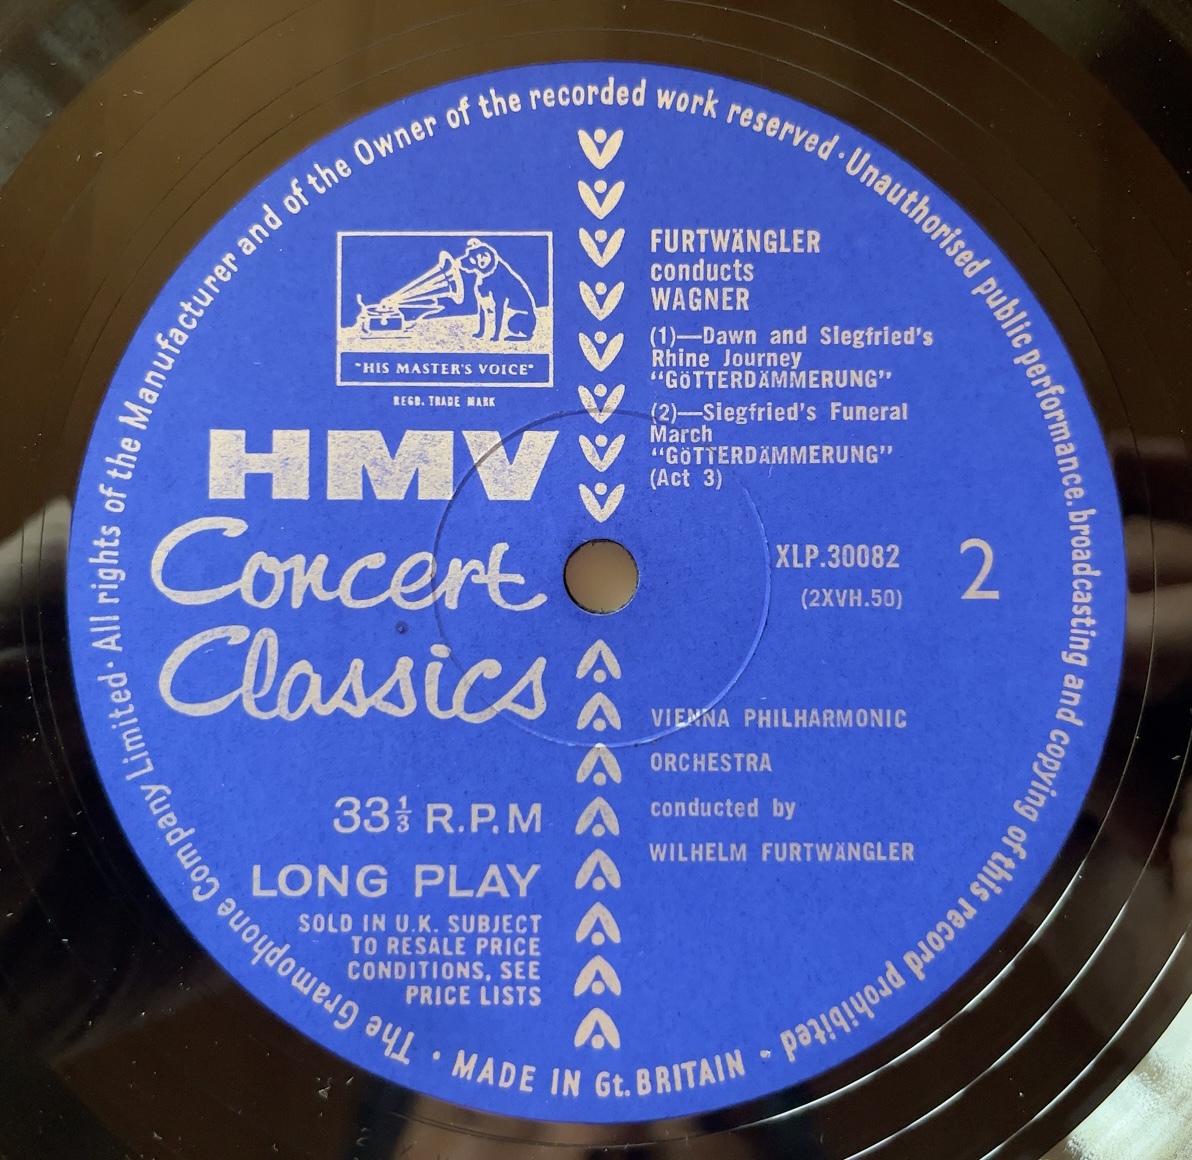 The Gramophone Company Limited · All rights of the Manufacturer and of the Owner of the recorded work reserved · Unauthorised public performance, broadcasting and copying of this record prohibited ·
"HIS MASTER'S VOICE"
REGD. TRADE MARK
HMV
Concert
Classics
33⅓ R.P.M
LONG PLAY
SOLD IN U.K. SUBJECT
TO RESALE PRICE
CONDITIONS, SEE
PRICE LISTS
FURTWÄNGLER
conducts
WAGNER
(1)—Dawn and Siegfried's
Rhine Journey
"GöTTERDÄMMERUNG"
(2)—Siegfried's Funeral
March
"GöTTERDÄMMERUNG"
(Act 3)
XLP.30082
(2XVH.50)
2
VIENNA PHILHARMONIC
ORCHESTRA
conducted by
WILHELM FURTWÄNGLER
· MADE IN Gt. BRITAIN ·